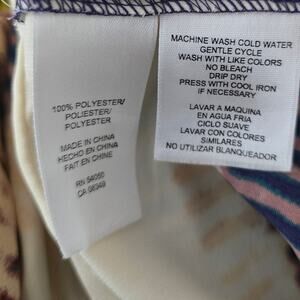 100% POLYESTER/
POLIESTER/
POLYESTER
MADE IN CHINA
HECHO EN CHINA
FAIT EN CHINE
RN 94050
CA 08349
MACHINE WASH COLD WATER
GENTLE CYCLE
WASH WITH LIKE COLORS
NO BLEACH
DRIP DRY
PRESS WITH COOL IRON
IF NECESSARY
LAVAR A MAQUINA
EN AGUA FRIA
CICLO SUAVE
LAVAR CON COLORES
SIMILARES
NO UTILIZAR BLANQUEADOR